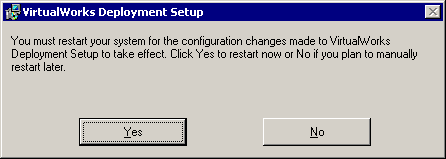 VirtualWorks Deployment Setup
You must restart your system for the configuration changes made to VirtualWorks
Deployment Setup to take effect. Click Yes to restart now or No if you plan to manually
restart later.
Yes No